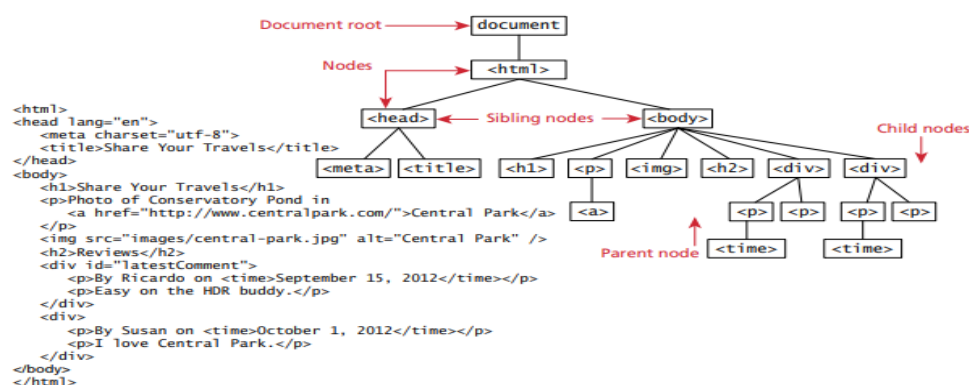 Document root
document
Nodes
<html>
<head>
Sibling nodes
<body>
Child nodes
<meta>
<title>
<h1>
<p>
<img>
<h2>
<div>
<div>
<a>
<p>
<p>
<p>
<p>
Parent node
<time>
<time>
<html>
<head lang="en">
<meta charset="utf-8">
<title>Share Your Travels</title>
</head>
<body>
<h1>Share Your Travels</h1>
<p>Photo of Conservatory Pond in
<a href="http://www.centralpark.com/">Central Park</a>
</p>
<img src="images/central-park.jpg" alt="Central Park" />
<h2>Reviews</h2>
<div id="latestComment">
<p>By Ricardo on <time>September 15, 2012</time></p>
<p>Easy on the HDR buddy.</p>
</div>
<div>
<p>By Susan on <time>October 1, 2012</time></p>
<p>I love Central Park.</p>
</div>
</body>
</html>